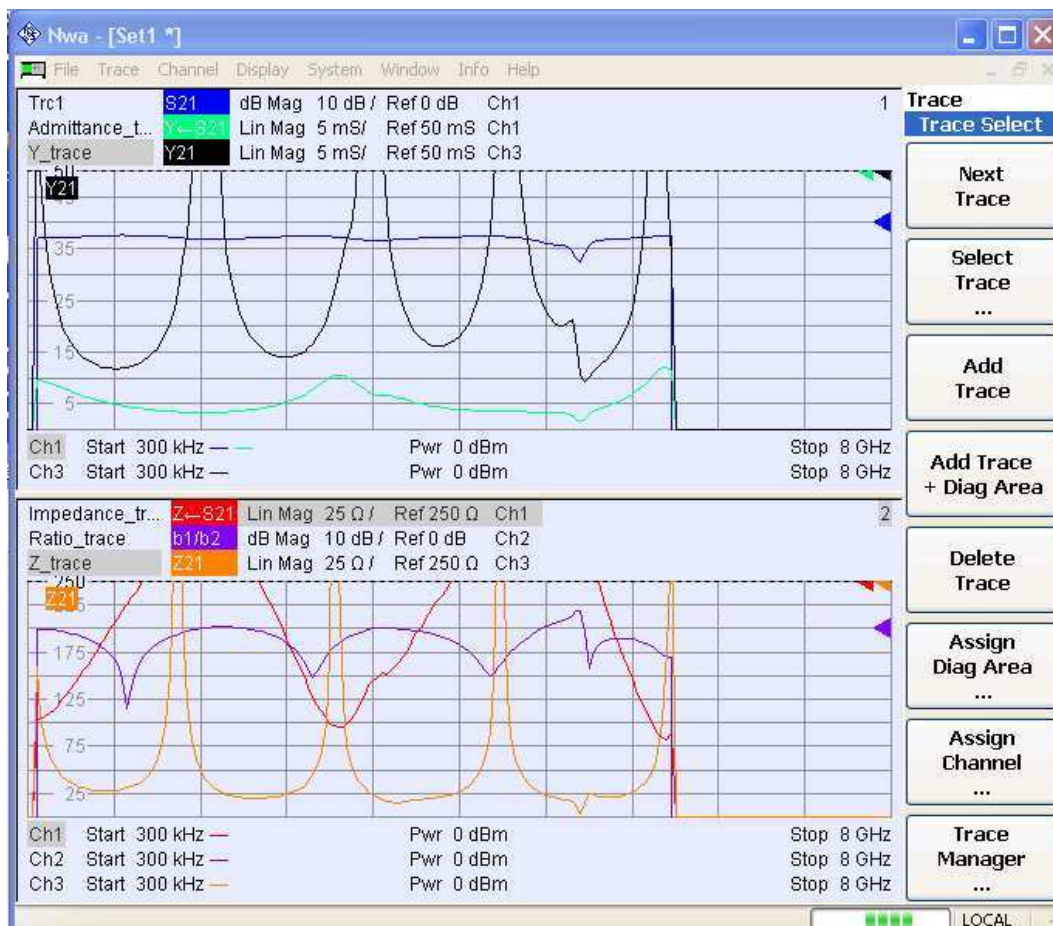 Nwa - [Set1 *]
File Trace Channel Display System Window Info Help
Trc1 S21 dB Mag 10 dB / Ref 0 dB Ch1 1
Admittance_t... Y←S21 Lin Mag 5 mS/ Ref 50 mS Ch1
Y_trace Y21 Lin Mag 5 mS/ Ref 50 mS Ch3
50
Y21
45
35
25
15
5
Ch1 Start 300 kHz Pwr 0 dBm Stop 8 GHz
Ch3 Start 300 kHz Pwr 0 dBm Stop 8 GHz
Impedance_tr... Z←S21 Lin Mag 25 Ω / Ref 250 Ω Ch1 2
Ratio_trace b1/b2 dB Mag 10 dB / Ref 0 dB Ch2
Z_trace Z21 Lin Mag 25 Ω / Ref 250 Ω Ch3
250
Z21
175
125
75
25
Ch1 Start 300 kHz Pwr 0 dBm Stop 8 GHz
Ch2 Start 300 kHz Pwr 0 dBm Stop 8 GHz
Ch3 Start 300 kHz Pwr 0 dBm Stop 8 GHz
Trace
Trace Select
Next
Trace
Select
Trace
...
Add
Trace
Add Trace
+ Diag Area
Delete
Trace
Assign
Diag Area
...
Assign
Channel
...
Trace
Manager
...
LOCAL